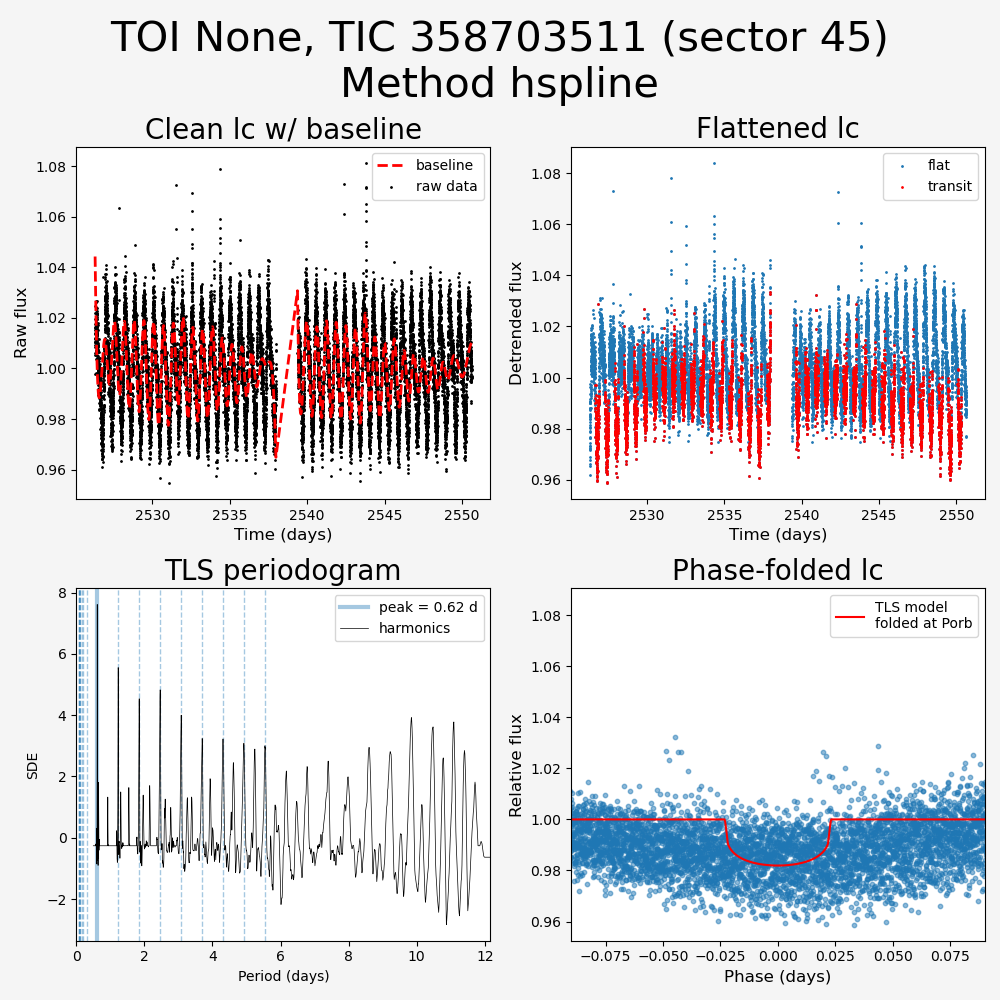 TOI None, TIC 358703511 (sector 45)
Method hspline
Clean lc w/ baseline
Raw flux
1.08
1.06
1.04
1.02
1.00
0.98
0.96
baseline
raw data
2530
2535
2540
2545
2550
Time (days)
Flattened lc
Detrended flux
1.08
1.06
1.04
1.02
1.00
0.98
0.96
flat
transit
2530
2535
2540
2545
2550
Time (days)
TLS periodogram
SDE
8
6
4
2
0
−2
peak = 0.62 d
harmonics
0
2
4
6
8
10
12
Period (days)
Phase-folded lc
Relative flux
1.08
1.06
1.04
1.02
1.00
0.98
0.96
TLS model
folded at Porb
−0.075
−0.050
−0.025
0.000
0.025
0.050
0.075
Phase (days)